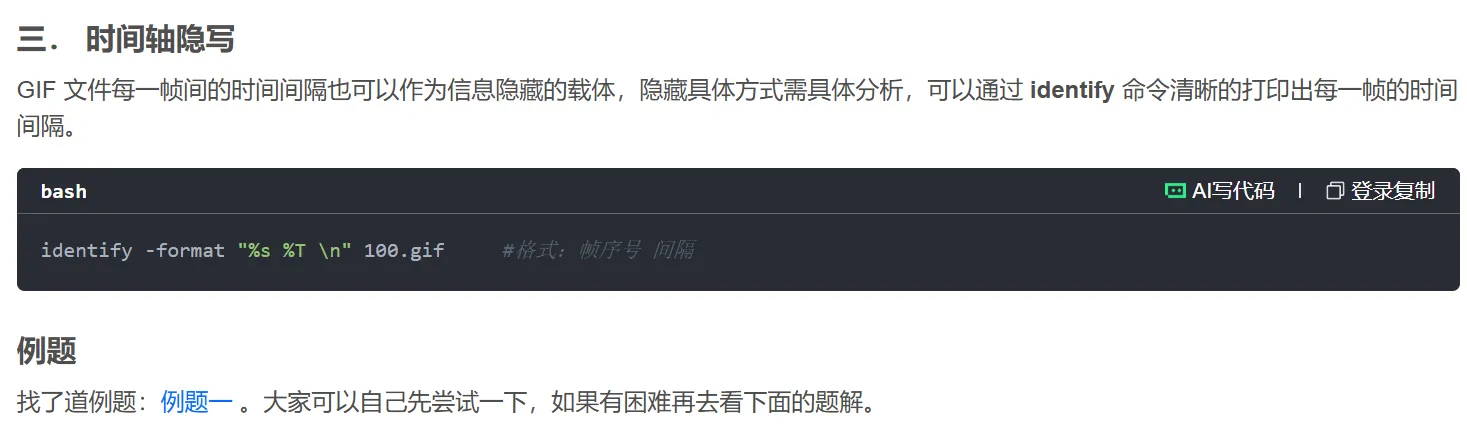 三． 时间轴隐写
GIF 文件每一帧间的时间间隔也可以作为信息隐藏的载体，隐藏具体方式需具体分析，可以通过 identify 命令清晰的打印出每一帧的时间
间隔。
bash AI写代码 登录复制
identify -format "%s %T \n" 100.gif #格式：帧序号 间隔
例题
找了道例题：例题一 。大家可以自己先尝试一下，如果有困难再去看下面的题解。